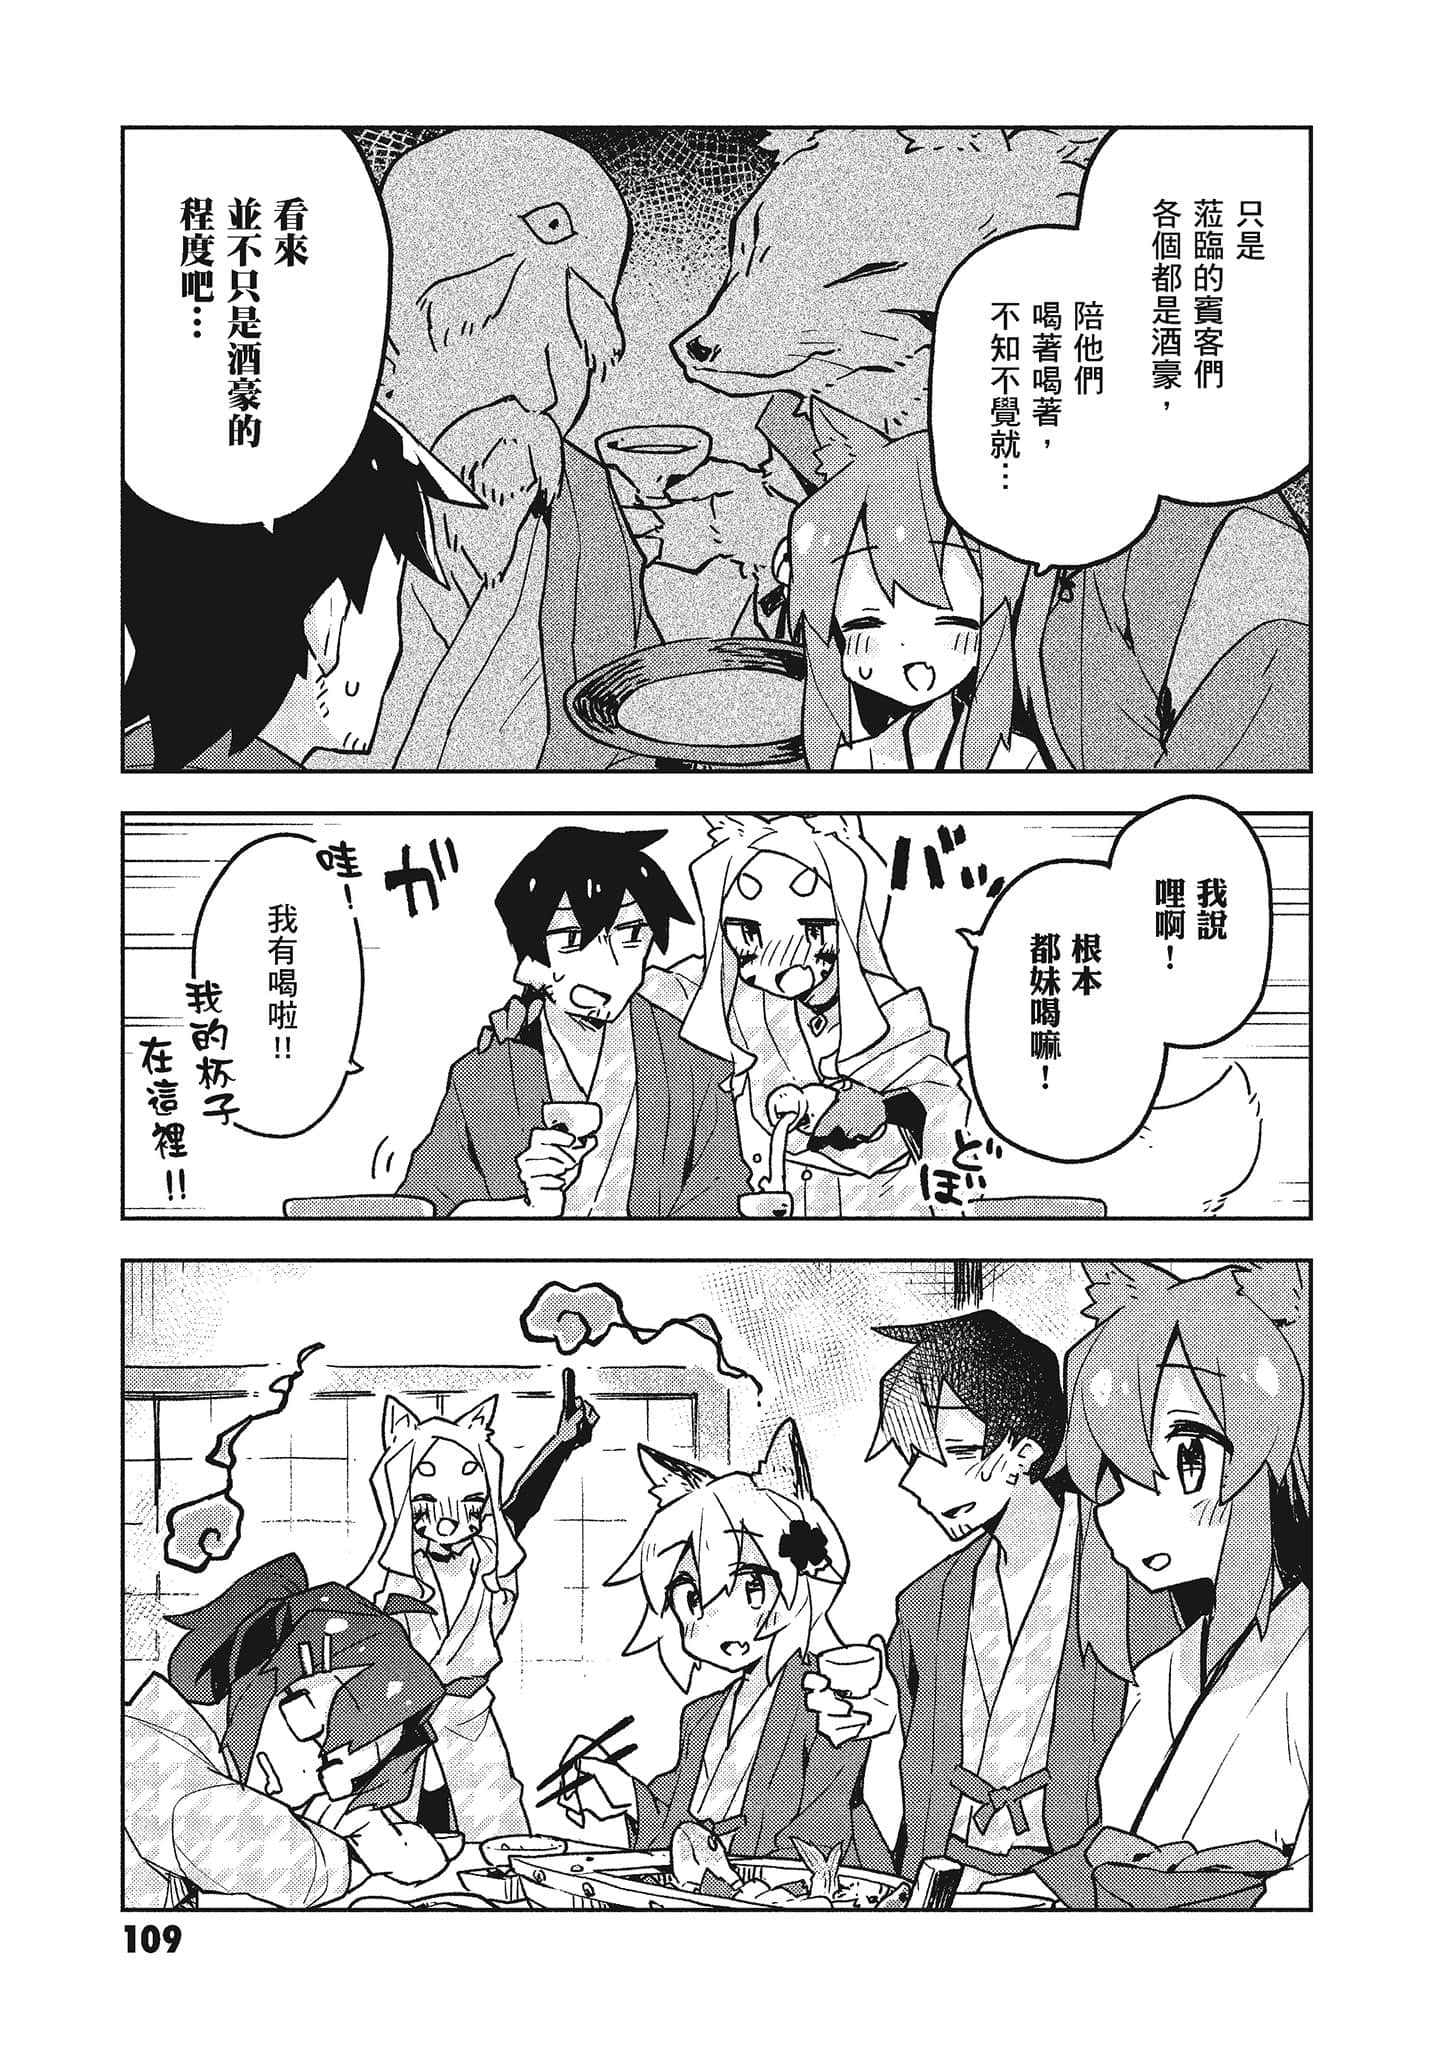 只是
蒞臨的賓客們
各個都是酒豪，
陪他們
喝著喝著，
不知不覺就…
看來
並不只是酒豪的
程度吧…
我說
哩啊！
根本
都妹喝嘛！
バッ
ガ
どぼ
哇！
我有喝啦!!
我的杯子
在這裡!!
109